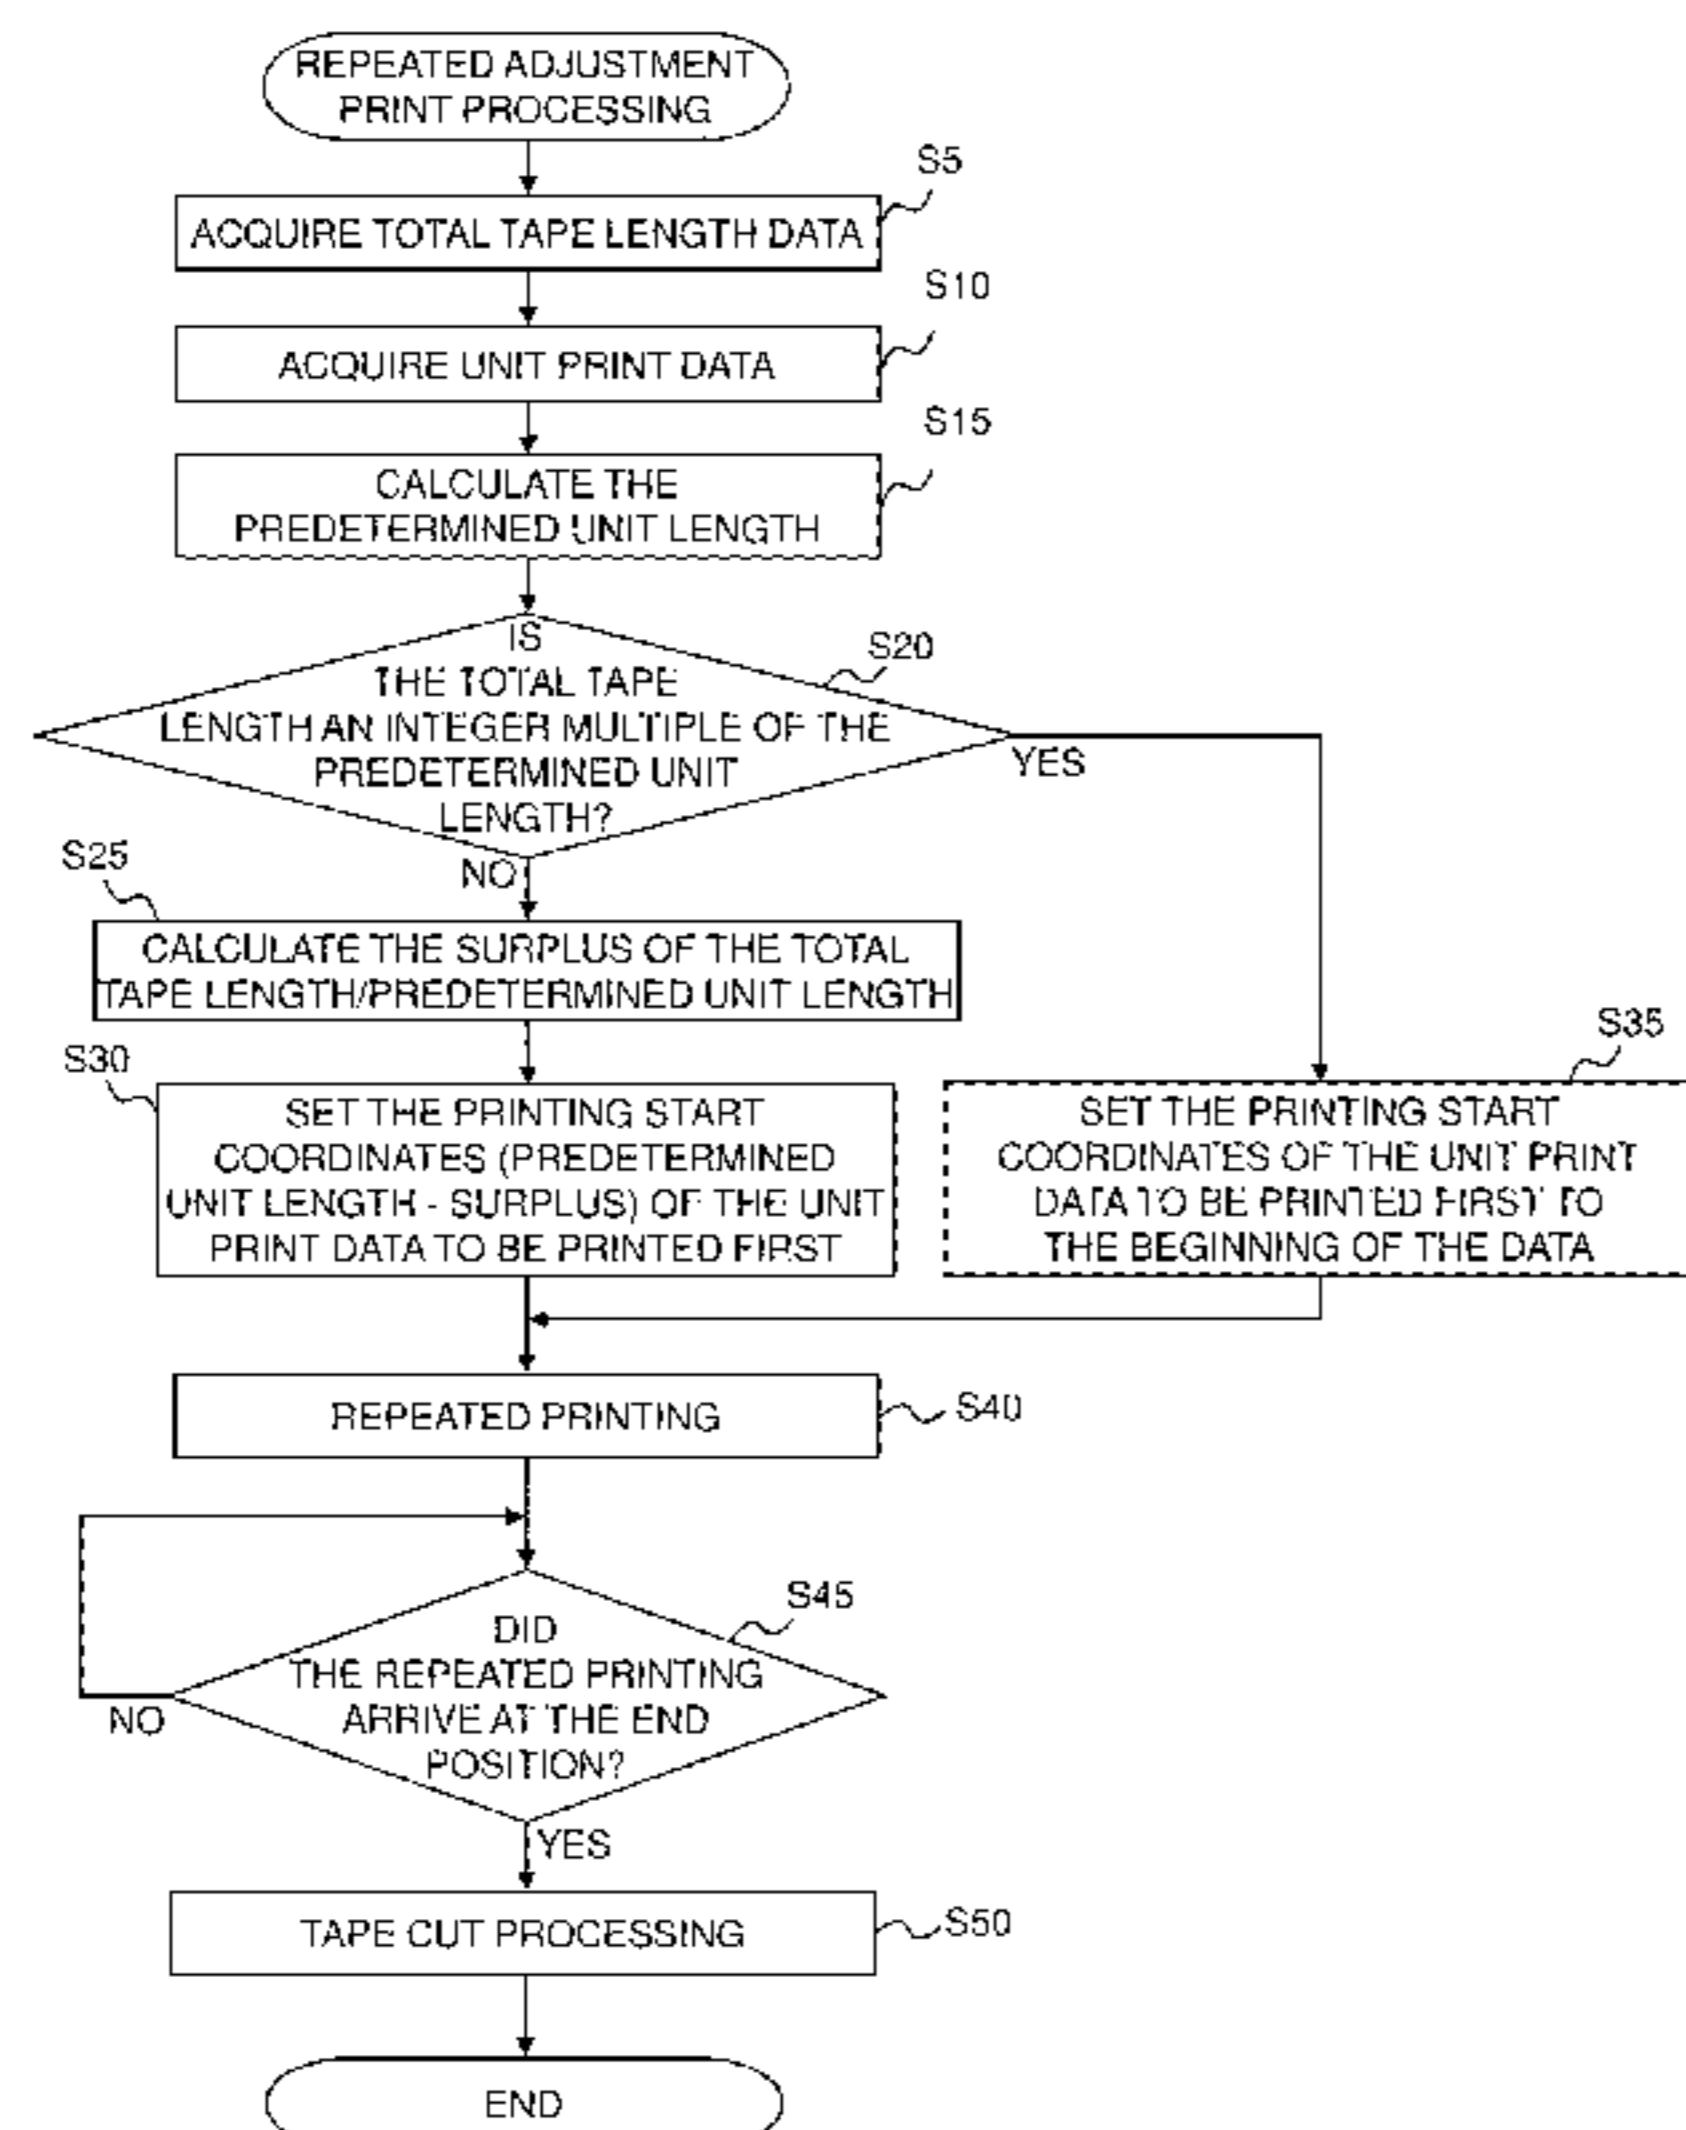 REPEATED ADJUSTMENT
PRINT PROCESSING
S5
ACQUIRE TOTAL TAPE LENGTH DATA
S10
ACQUIRE UNIT PRINT DATA
S15
CALCULATE THE
PREDETERMINED UNIT LENGTH
S20
IS
THE TOTAL TAPE
LENGTH AN INTEGER MULTIPLE OF THE
PREDETERMINED UNIT
LENGTH?
YES
NO
S25
CALCULATE THE SURPLUS OF THE TOTAL
TAPE LENGTH/PREDETERMINED UNIT LENGTH
S30
SET THE PRINTING START
COORDINATES (PREDETERMINED
UNIT LENGTH - SURPLUS) OF THE UNIT
PRINT DATA TO BE PRINTED FIRST
S35
SET THE PRINTING START
COORDINATES OF THE UNIT PRINT
DATA TO BE PRINTED FIRST TO
THE BEGINNING OF THE DATA
REPEATED PRINTING
S40
S45
DID
THE REPEATED PRINTING
ARRIVE AT THE END
POSITION?
NO
YES
TAPE CUT PROCESSING
S50
END